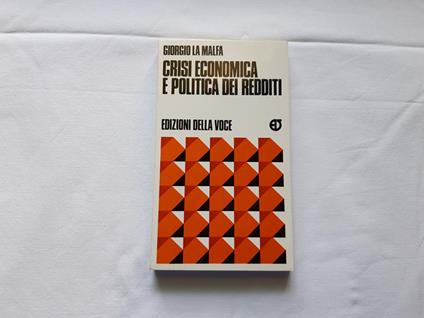 GIORGIO LA MALFA
CRISI ECONOMICA
E POLITICA DEI REDDITI
EDIZIONI DELLA VOCE